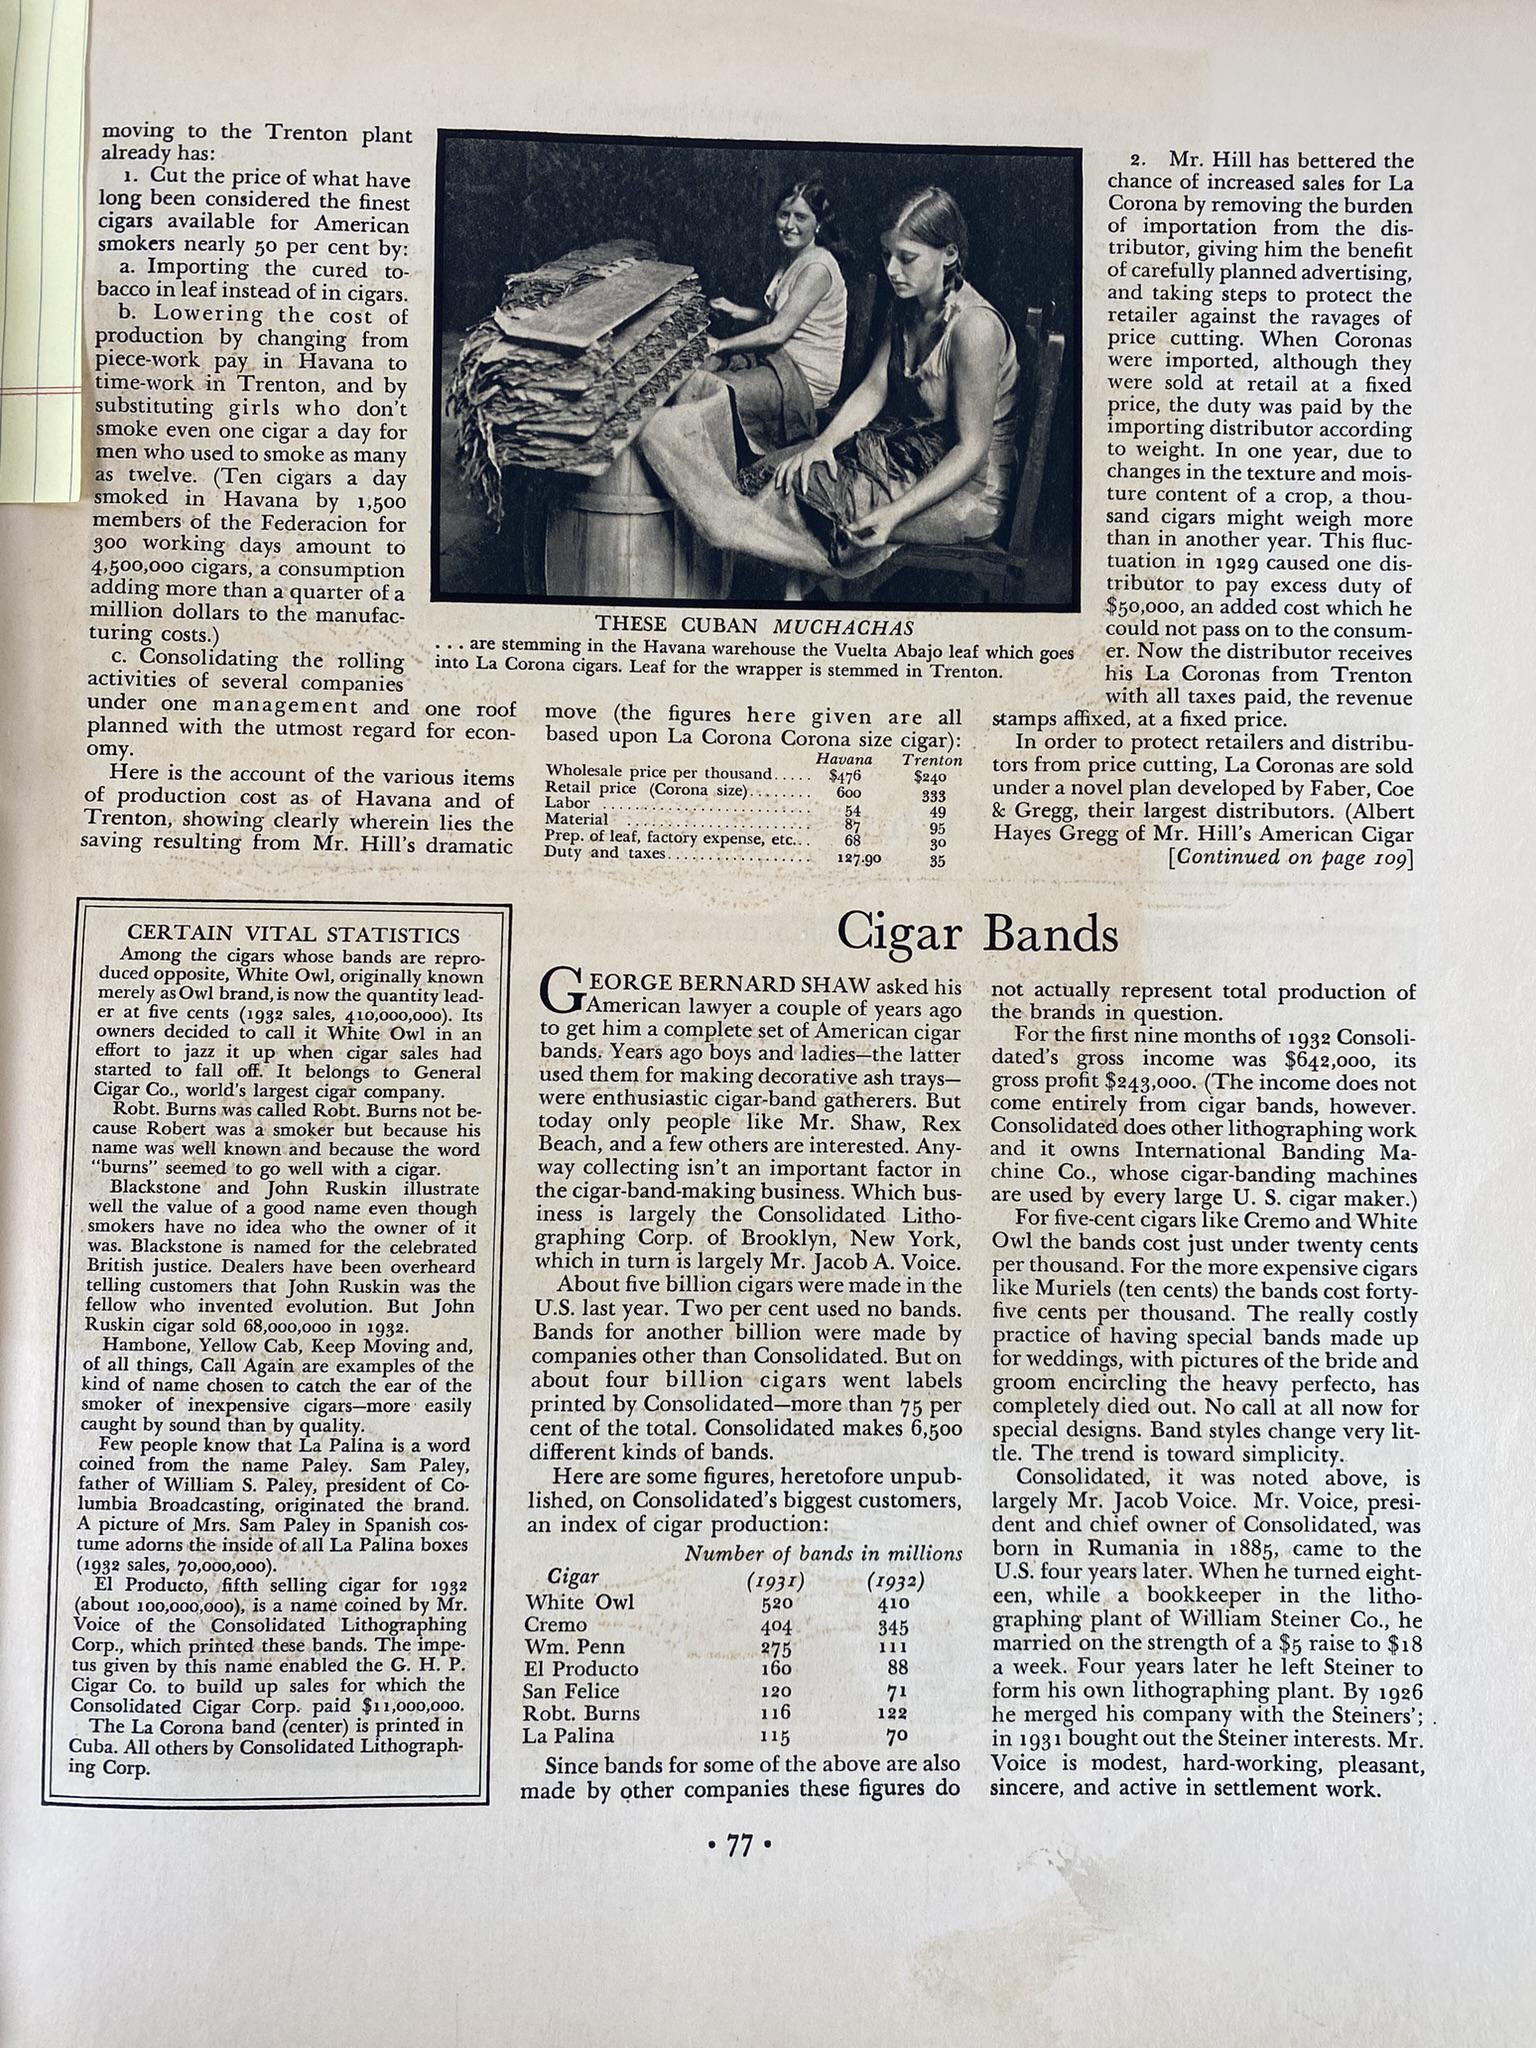 moving to the Trenton plant
already has:
1. Cut the price of what have
long been considered the finest
cigars available for American
smokers nearly 50 per cent by:
a. Importing the cured to-
bacco in leaf instead of in cigars.
b. Lowering the cost of
production by changing from
piece-work pay in Havana to
time-work in Trenton, and by
substituting girls who don't
smoke even one cigar a day for
men who used to smoke as many
as twelve. (Ten cigars a day
smoked in Havana by 1,500
members of the Federacion for
300 working days amount to
4,500,000 cigars, a consumption
adding more than a quarter of a
million dollars to the manufac-
turing costs.)
c. Consolidating the rolling
activities of several companies
under one management and one roof
planned with the utmost regard for econ-
omy.
Here is the account of the various items
of production cost as of Havana and of
Trenton, showing clearly wherein lies the
saving resulting from Mr. Hill's dramatic
THESE CUBAN MUCHACHAS
. . . are stemming in the Havana warehouse the Vuelta Abajo leaf which goes
into La Corona cigars. Leaf for the wrapper is stemmed in Trenton.
move (the figures here given are all
based upon La Corona Corona size cigar):
Havana Trenton
Wholesale price per thousand..... $476 $240
Retail price (Corona size)........ 600 333
Labor ........................... 54 49
Material ........................ 87 95
Prep. of leaf, factory expense, etc... 68 30
Duty and taxes.................. 127.90 35
2. Mr. Hill has bettered the
chance of increased sales for La
Corona by removing the burden
of importation from the dis-
tributor, giving him the benefit
of carefully planned advertising,
and taking steps to protect the
retailer against the ravages of
price cutting. When Coronas
were imported, although they
were sold at retail at a fixed
price, the duty was paid by the
importing distributor according
to weight. In one year, due to
changes in the texture and mois-
ture content of a crop, a thou-
sand cigars might weigh more
than in another year. This fluc-
tuation in 1929 caused one dis-
tributor to pay excess duty of
$50,000, an added cost which he
could not pass on to the consum-
er. Now the distributor receives
his La Coronas from Trenton
with all taxes paid, the revenue
stamps affixed, at a fixed price.
In order to protect retailers and distribu-
tors from price cutting, La Coronas are sold
under a novel plan developed by Faber, Coe
& Gregg, their largest distributors. (Albert
Hayes Gregg of Mr. Hill's American Cigar
[Continued on page 109]
CERTAIN VITAL STATISTICS
Among the cigars whose bands are repro-
duced opposite, White Owl, originally known
merely as Owl brand, is now the quantity lead-
er at five cents (1932 sales, 410,000,000). Its
owners decided to call it White Owl in an
effort to jazz it up when cigar sales had
started to fall off. It belongs to General
Cigar Co., world's largest cigar company.
Robt. Burns was called Robt. Burns not be-
cause Robert was a smoker but because his
name was well known and because the word
"burns" seemed to go well with a cigar.
Blackstone and John Ruskin illustrate
well the value of a good name even though
smokers have no idea who the owner of it
was. Blackstone is named for the celebrated
British justice. Dealers have been overheard
telling customers that John Ruskin was the
fellow who invented evolution. But John
Ruskin cigar sold 68,000,000 in 1932.
Hambone, Yellow Cab, Keep Moving and,
of all things, Call Again are examples of the
kind of name chosen to catch the ear of the
smoker of inexpensive cigars—more easily
caught by sound than by quality.
Few people know that La Palina is a word
coined from the name Paley. Sam Paley,
father of William S. Paley, president of Co-
lumbia Broadcasting, originated the brand.
A picture of Mrs. Sam Paley in Spanish cos-
tume adorns the inside of all La Palina boxes
(1932 sales, 70,000,000).
El Producto, fifth selling cigar for 1932
(about 100,000,000), is a name coined by Mr.
Voice of the Consolidated Lithographing
Corp., which printed these bands. The impe-
tus given by this name enabled the G. H. P.
Cigar Co. to build up sales for which the
Consolidated Cigar Corp. paid $11,000,000.
The La Corona band (center) is printed in
Cuba. All others by Consolidated Lithograph-
ing Corp.
Cigar Bands
GEORGE BERNARD SHAW asked his
American lawyer a couple of years ago
to get him a complete set of American cigar
bands. Years ago boys and ladies—the latter
used them for making decorative ash trays—
were enthusiastic cigar-band gatherers. But
today only people like Mr. Shaw, Rex
Beach, and a few others are interested. Any-
way collecting isn't an important factor in
the cigar-band-making business. Which bus-
iness is largely the Consolidated Litho-
graphing Corp. of Brooklyn, New York,
which in turn is largely Mr. Jacob A. Voice.
About five billion cigars were made in the
U.S. last year. Two per cent used no bands.
Bands for another billion were made by
companies other than Consolidated. But on
about four billion cigars went labels
printed by Consolidated—more than 75 per
cent of the total. Consolidated makes 6,500
different kinds of bands.
Here are some figures, heretofore unpub-
lished, on Consolidated's biggest customers,
an index of cigar production:
Number of bands in millions
Cigar (1931) (1932)
White Owl 520 410
Cremo 404 345
Wm. Penn 275 111
El Producto 160 88
San Felice 120 71
Robt. Burns 116 122
La Palina 115 70
Since bands for some of the above are also
made by other companies these figures do
not actually represent total production of
the brands in question.
For the first nine months of 1932 Consoli-
dated's gross income was $642,000, its
gross profit $243,000. (The income does not
come entirely from cigar bands, however.
Consolidated does other lithographing work
and it owns International Banding Ma-
chine Co., whose cigar-banding machines
are used by every large U. S. cigar maker.)
For five-cent cigars like Cremo and White
Owl the bands cost just under twenty cents
per thousand. For the more expensive cigars
like Muriels (ten cents) the bands cost forty-
five cents per thousand. The really costly
practice of having special bands made up
for weddings, with pictures of the bride and
groom encircling the heavy perfecto, has
completely died out. No call at all now for
special designs. Band styles change very lit-
tle. The trend is toward simplicity.
Consolidated, it was noted above, is
largely Mr. Jacob Voice. Mr. Voice, presi-
dent and chief owner of Consolidated, was
born in Rumania in 1885, came to the
U.S. four years later. When he turned eight-
een, while a bookkeeper in the litho-
graphing plant of William Steiner Co., he
married on the strength of a $5 raise to $18
a week. Four years later he left Steiner to
form his own lithographing plant. By 1926
he merged his company with the Steiners';
in 1931 bought out the Steiner interests. Mr.
Voice is modest, hard-working, pleasant,
sincere, and active in settlement work.
• 77 •